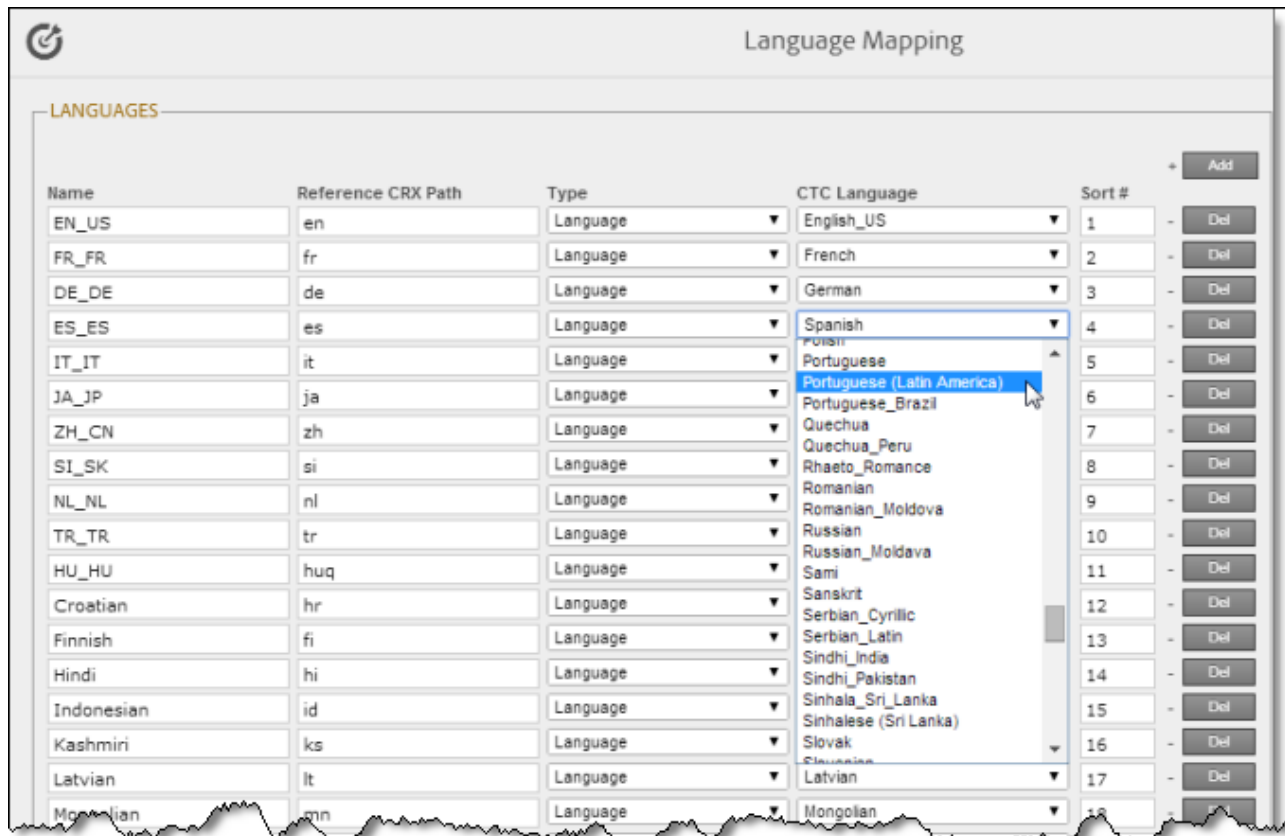 Language Mapping
LANGUAGES
+ Add
Name Reference CRX Path Type CTC Language Sort #
EN_US en Language English_US 1 - Del
FR_FR fr Language French 2 - Del
DE_DE de Language German 3 - Del
ES_ES es Language Spanish 4 - Del
Polish
IT_IT it Language Portuguese 5 - Del
Portuguese (Latin America)
JA_JP ja Language Portuguese_Brazil 6 - Del
Quechua
ZH_CN zh Language Quechua_Peru 7 - Del
SI_SK si Language Rhaeto_Romance 8 - Del
Romanian
NL_NL nl Language Romanian_Moldova 9 - Del
TR_TR tr Language Russian 10 - Del
Russian_Moldava
HU_HU huq Language Sami 11 - Del
Sanskrit
Croatian hr Language Serbian_Cyrillic 12 - Del
Finnish fi Language Serbian_Latin 13 - Del
Sindhi_India
Hindi hi Language Sindhi_Pakistan 14 - Del
Sinhala_Sri_Lanka
Indonesian id Language Sinhalese (Sri Lanka) 15 - Del
Kashmiri ks Language Slovak 16 - Del
Slovenian
Latvian lt Language Latvian 17 - Del
Mongolian mn Language Mongolian 18 - Del